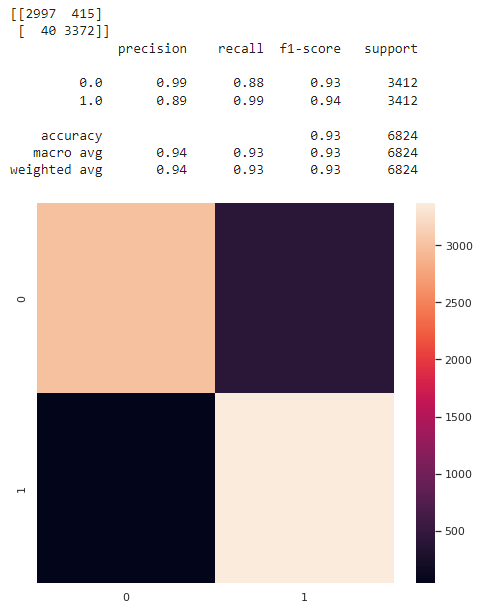 [[2997  415]
 [  40 3372]]
              precision    recall  f1-score   support

         0.0       0.99      0.88      0.93      3412
         1.0       0.89      0.99      0.94      3412

    accuracy                           0.93      6824
   macro avg       0.94      0.93      0.93      6824
weighted avg       0.94      0.93      0.93      6824

3000
2500
2000
1500
1000
500
0
1
0 1